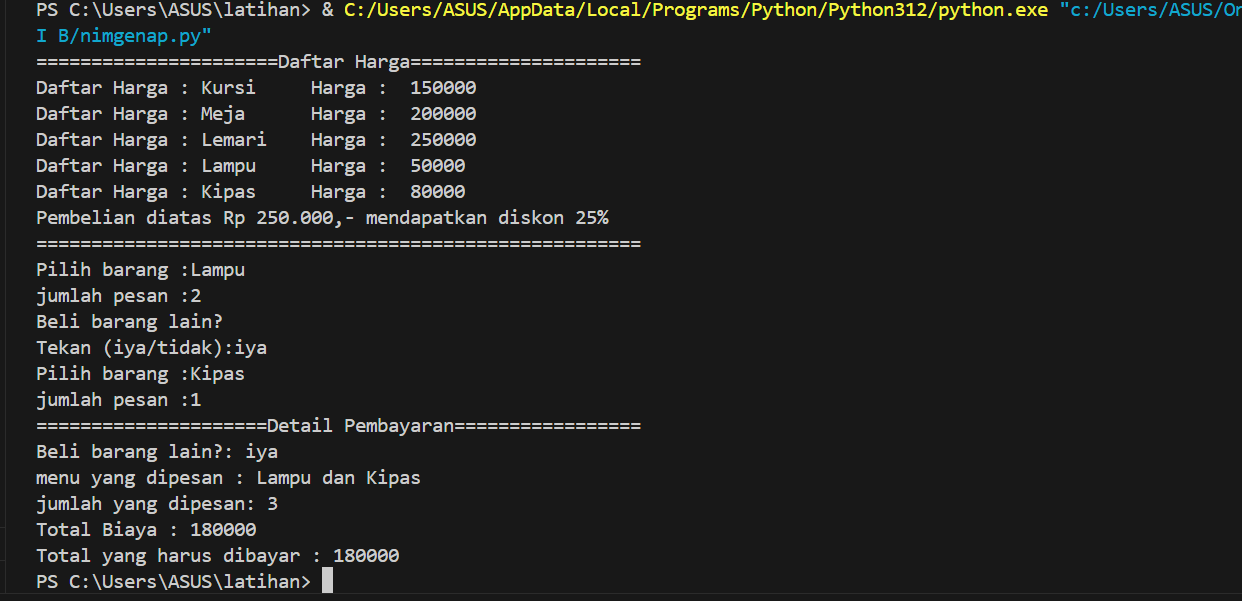 PS C:\Users\ASUS\latihan> & C:/Users/ASUS/AppData/Local/Programs/Python/Python312/python.exe "c:/Users/ASUS/On
I B/nimgenap.py"
======================Daftar Harga=====================
Daftar Harga : Kursi     Harga :  150000
Daftar Harga : Meja      Harga :  200000
Daftar Harga : Lemari    Harga :  250000
Daftar Harga : Lampu     Harga :  50000
Daftar Harga : Kipas     Harga :  80000
Pembelian diatas Rp 250.000,- mendapatkan diskon 25%
=======================================================
Pilih barang :Lampu
jumlah pesan :2
Beli barang lain?
Tekan (iya/tidak):iya
Pilih barang :Kipas
jumlah pesan :1
=====================Detail Pembayaran=================
Beli barang lain?: iya
menu yang dipesan : Lampu dan Kipas
jumlah yang dipesan: 3
Total Biaya : 180000
Total yang harus dibayar : 180000
PS C:\Users\ASUS\latihan>